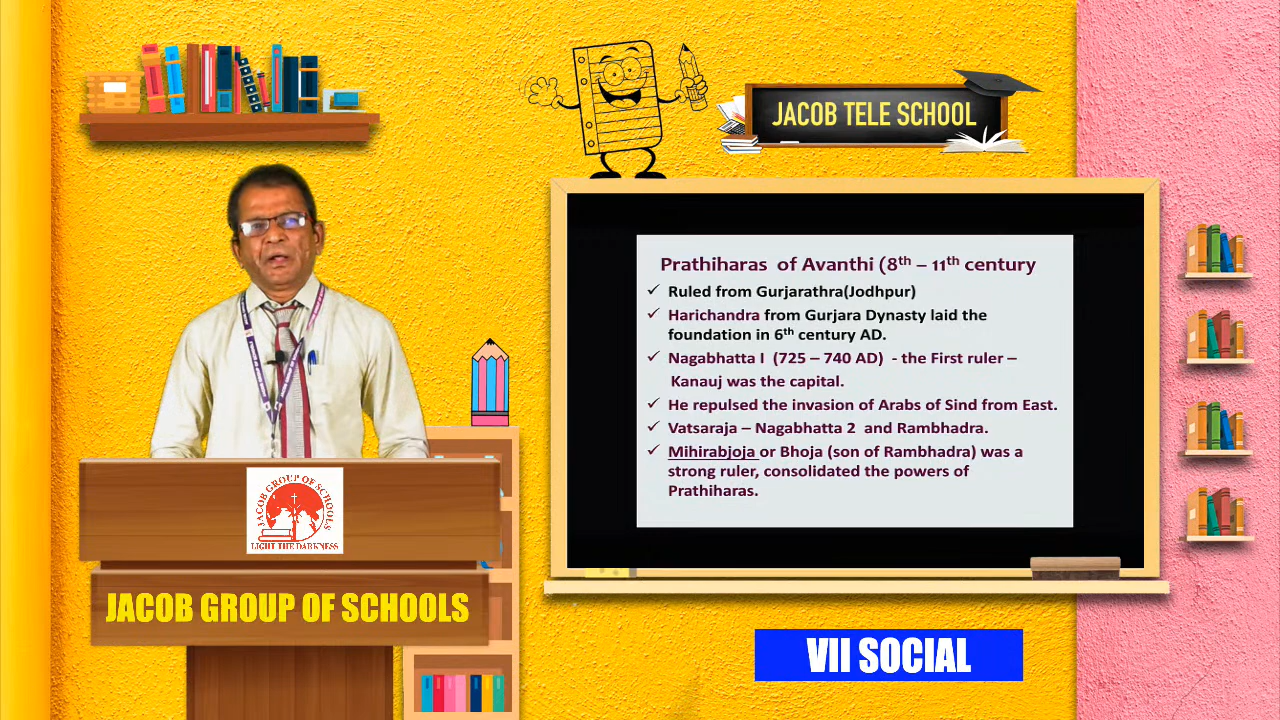 JACOB TELE SCHOOL
Prathiharas of Avanthi (8th – 11th century
✓ Ruled from Gurjarathra(Jodhpur)
✓ Harichandra from Gurjara Dynasty laid the
foundation in 6th century AD.
✓ Nagabhatta I (725 – 740 AD) - the First ruler –
Kanauj was the capital.
✓ He repulsed the invasion of Arabs of Sind from East.
✓ Vatsaraja – Nagabhatta 2 and Rambhadra.
✓ Mihirabjoja or Bhoja (son of Rambhadra) was a
strong ruler, consolidated the powers of
Prathiharas.
JACOB GROUP OF SCHOOLS
LIGHT THE DARKNESS
JACOB GROUP OF SCHOOLS
VII SOCIAL